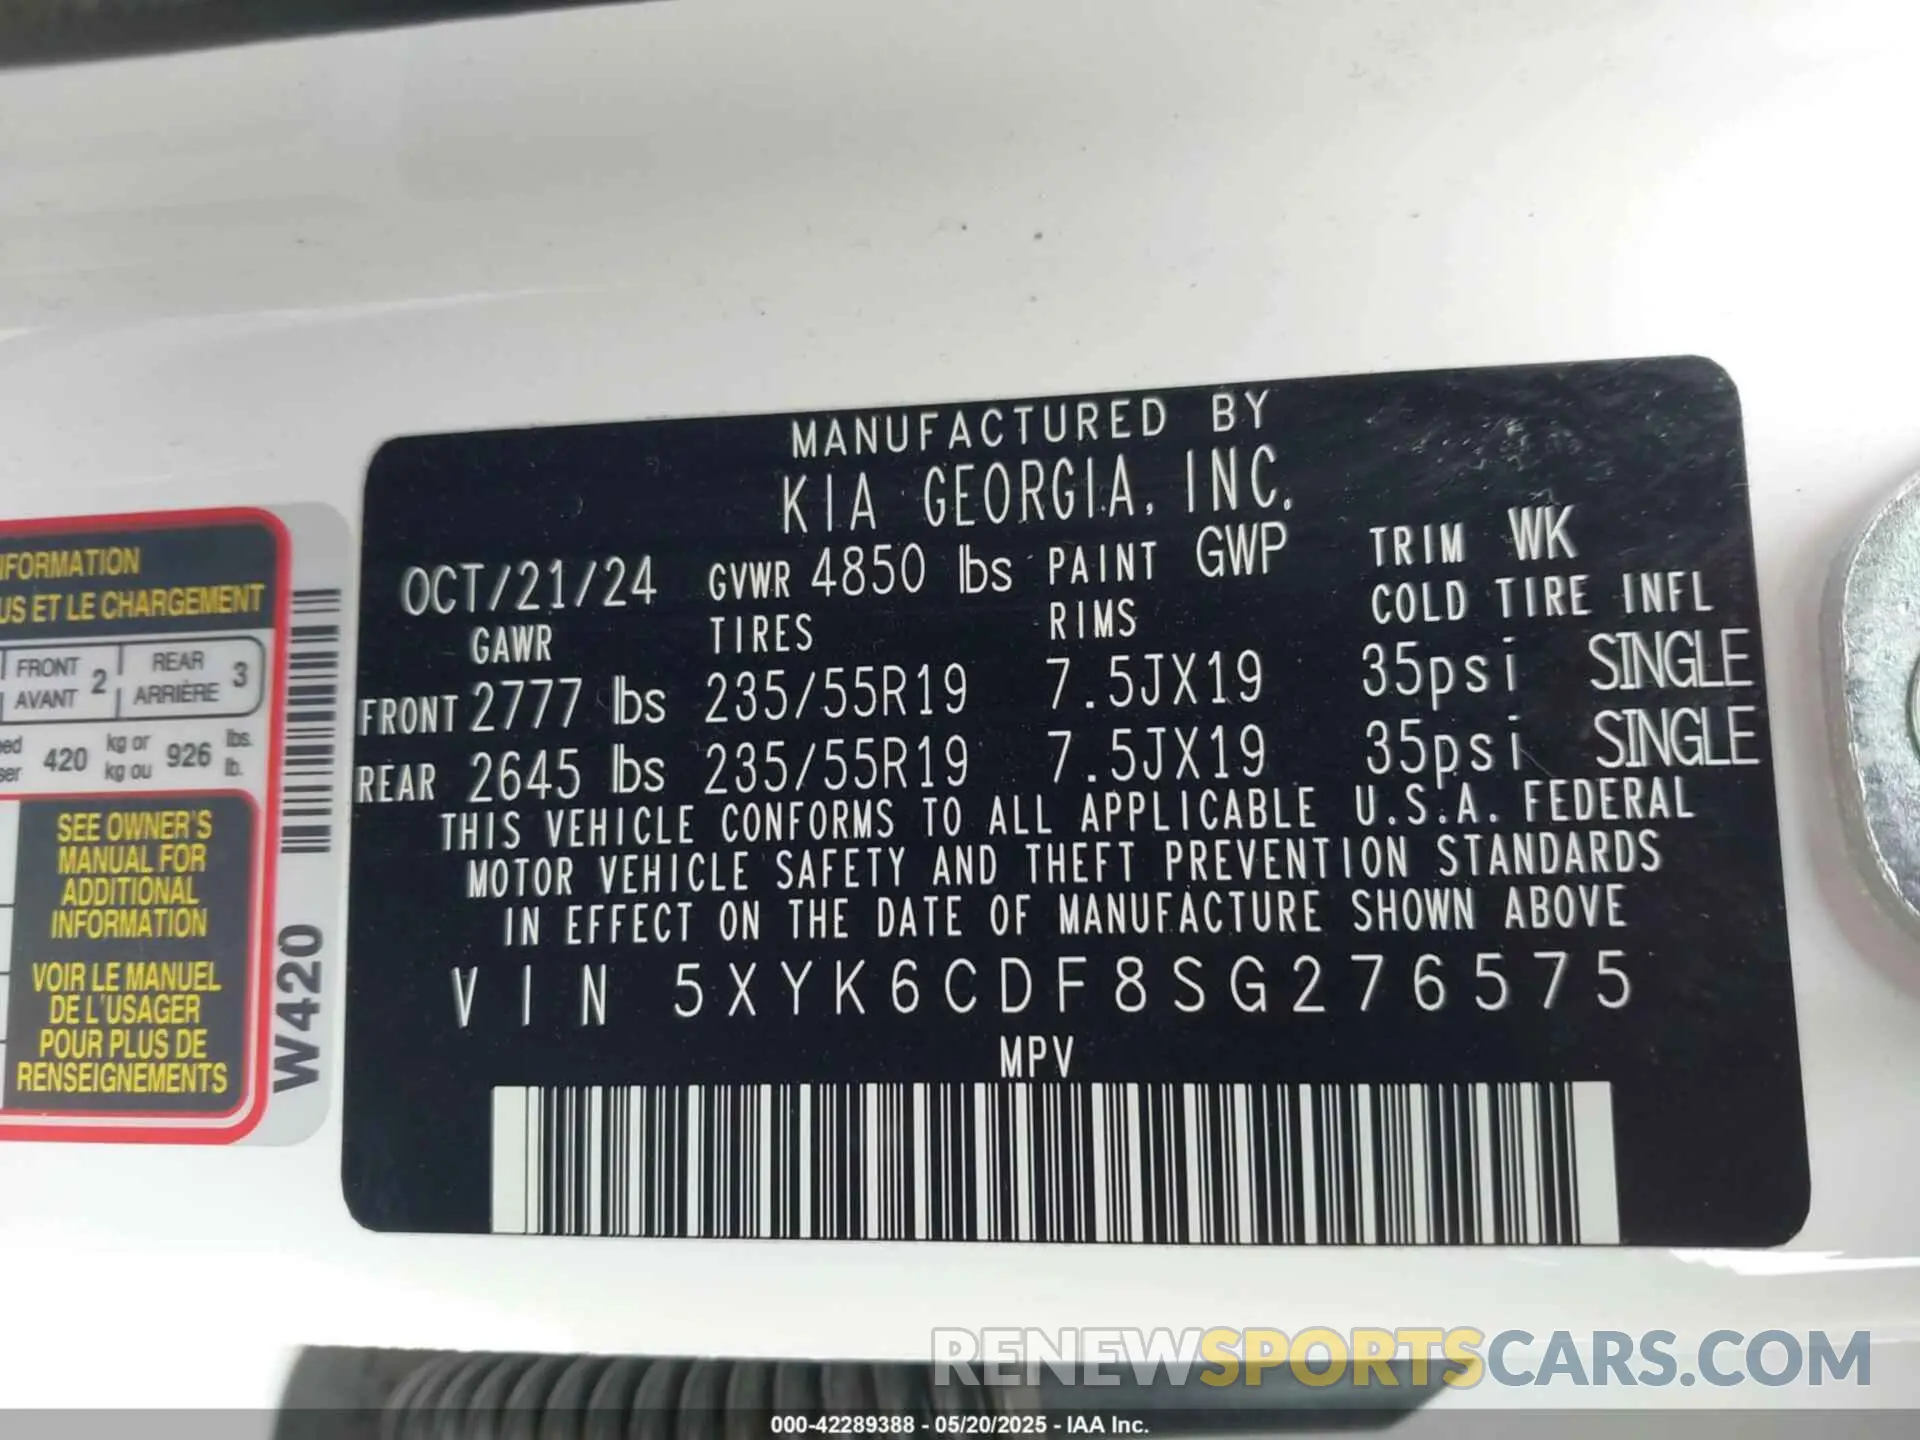 MANUFACTURED BY
KIA GEORGIA, INC.
OCT/21/24 GVWR 4850 lbs PAINT GWP TRIM WK
GAWR TIRES RIMS COLD TIRE INFL
FRONT 2777 lbs 235/55R19 7.5JX19 35psi SINGLE
REAR 2645 lbs 235/55R19 7.5JX19 35psi SINGLE
THIS VEHICLE CONFORMS TO ALL APPLICABLE U.S.A. FEDERAL
MOTOR VEHICLE SAFETY AND THEFT PREVENTION STANDARDS
IN EFFECT ON THE DATE OF MANUFACTURE SHOWN ABOVE
VIN 5XYK6CDF8SG276575
MPV
ET LE CHARGEMENT
FRONT 2 REAR 3
AVANT ARRIÈRE
420 kg or 926 lbs.
kg ou lb.
SEE OWNER'S
MANUAL FOR
ADDITIONAL
INFORMATION
VOIR LE MANUEL
DE L'USAGER
POUR PLUS DE
RENSEIGNEMENTS
W420
RENEWSPORTSCARS.COM
000-42289388 - 05/20/2025 - IAA Inc.